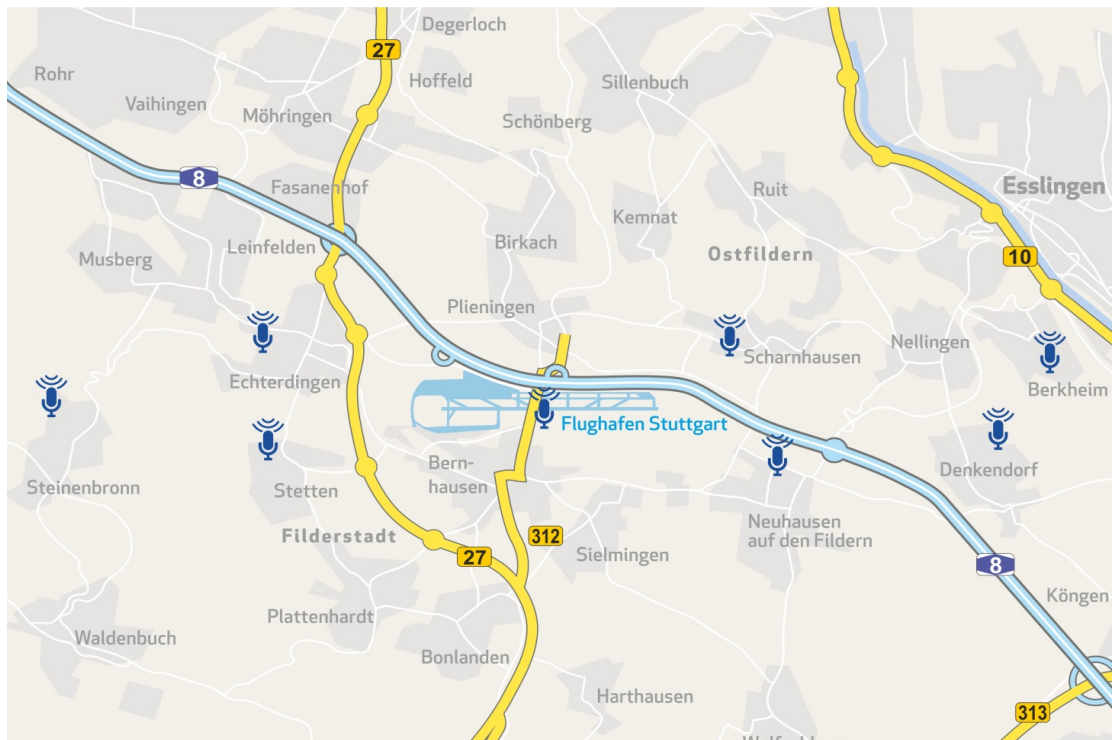 Degerloch
27
Rohr
Hoffeld
Sillenbuch
Vaihingen
Möhringen
Schönberg
8
Fasanenhof
Ruit
Esslingen
Kemnat
Leinfelden
Birkach
Musberg
Ostfildern
10
Plieningen
Nellingen
Scharnhausen
Echterdingen
Berkheim
Flughafen Stuttgart
Bern-
hausen
Denkendorf
Steinenbronn
Stetten
Neuhausen
auf den Fildern
Filderstadt
312
27
Sielmingen
8
Köngen
Plattenhardt
Waldenbuch
Bonlanden
Harthausen
313